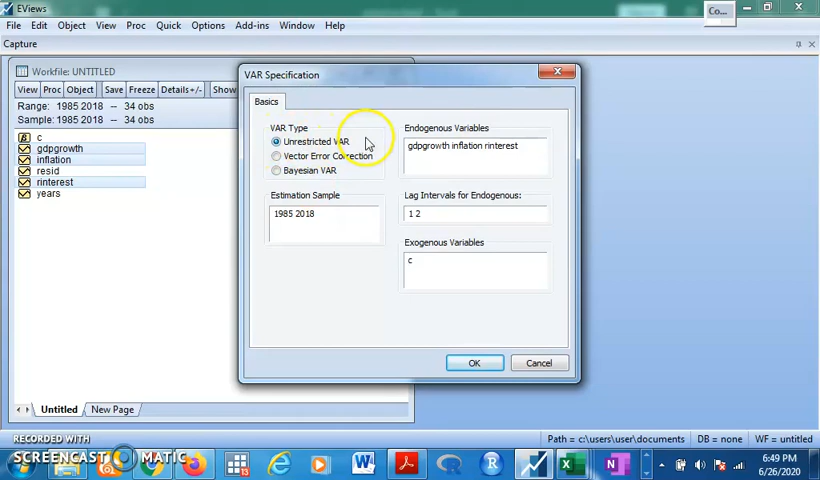 EViews
Co...
File Edit Object View Proc Quick Options Add-ins Window Help
Capture
Workfile: UNTITLED
View Proc Object Save Freeze Details+/- Show
Range: 1985 2018 -- 34 obs
Sample: 1985 2018 -- 34 obs
c
gdpgrowth
inflation
resid
rinterest
years
VAR Specification
Basics
VAR Type
Unrestricted VAR
Vector Error Correction
Bayesian VAR
Estimation Sample
1985 2018
Endogenous Variables
gdpgrowth inflation rinterest
Lag Intervals for Endogenous:
1 2
Exogenous Variables
c
OK Cancel
Untitled New Page
Path = c:\users\user\documents DB = none WF = untitled
RECORDED WITH
SCREENCAST MATIC
6:49 PM
6/26/2020